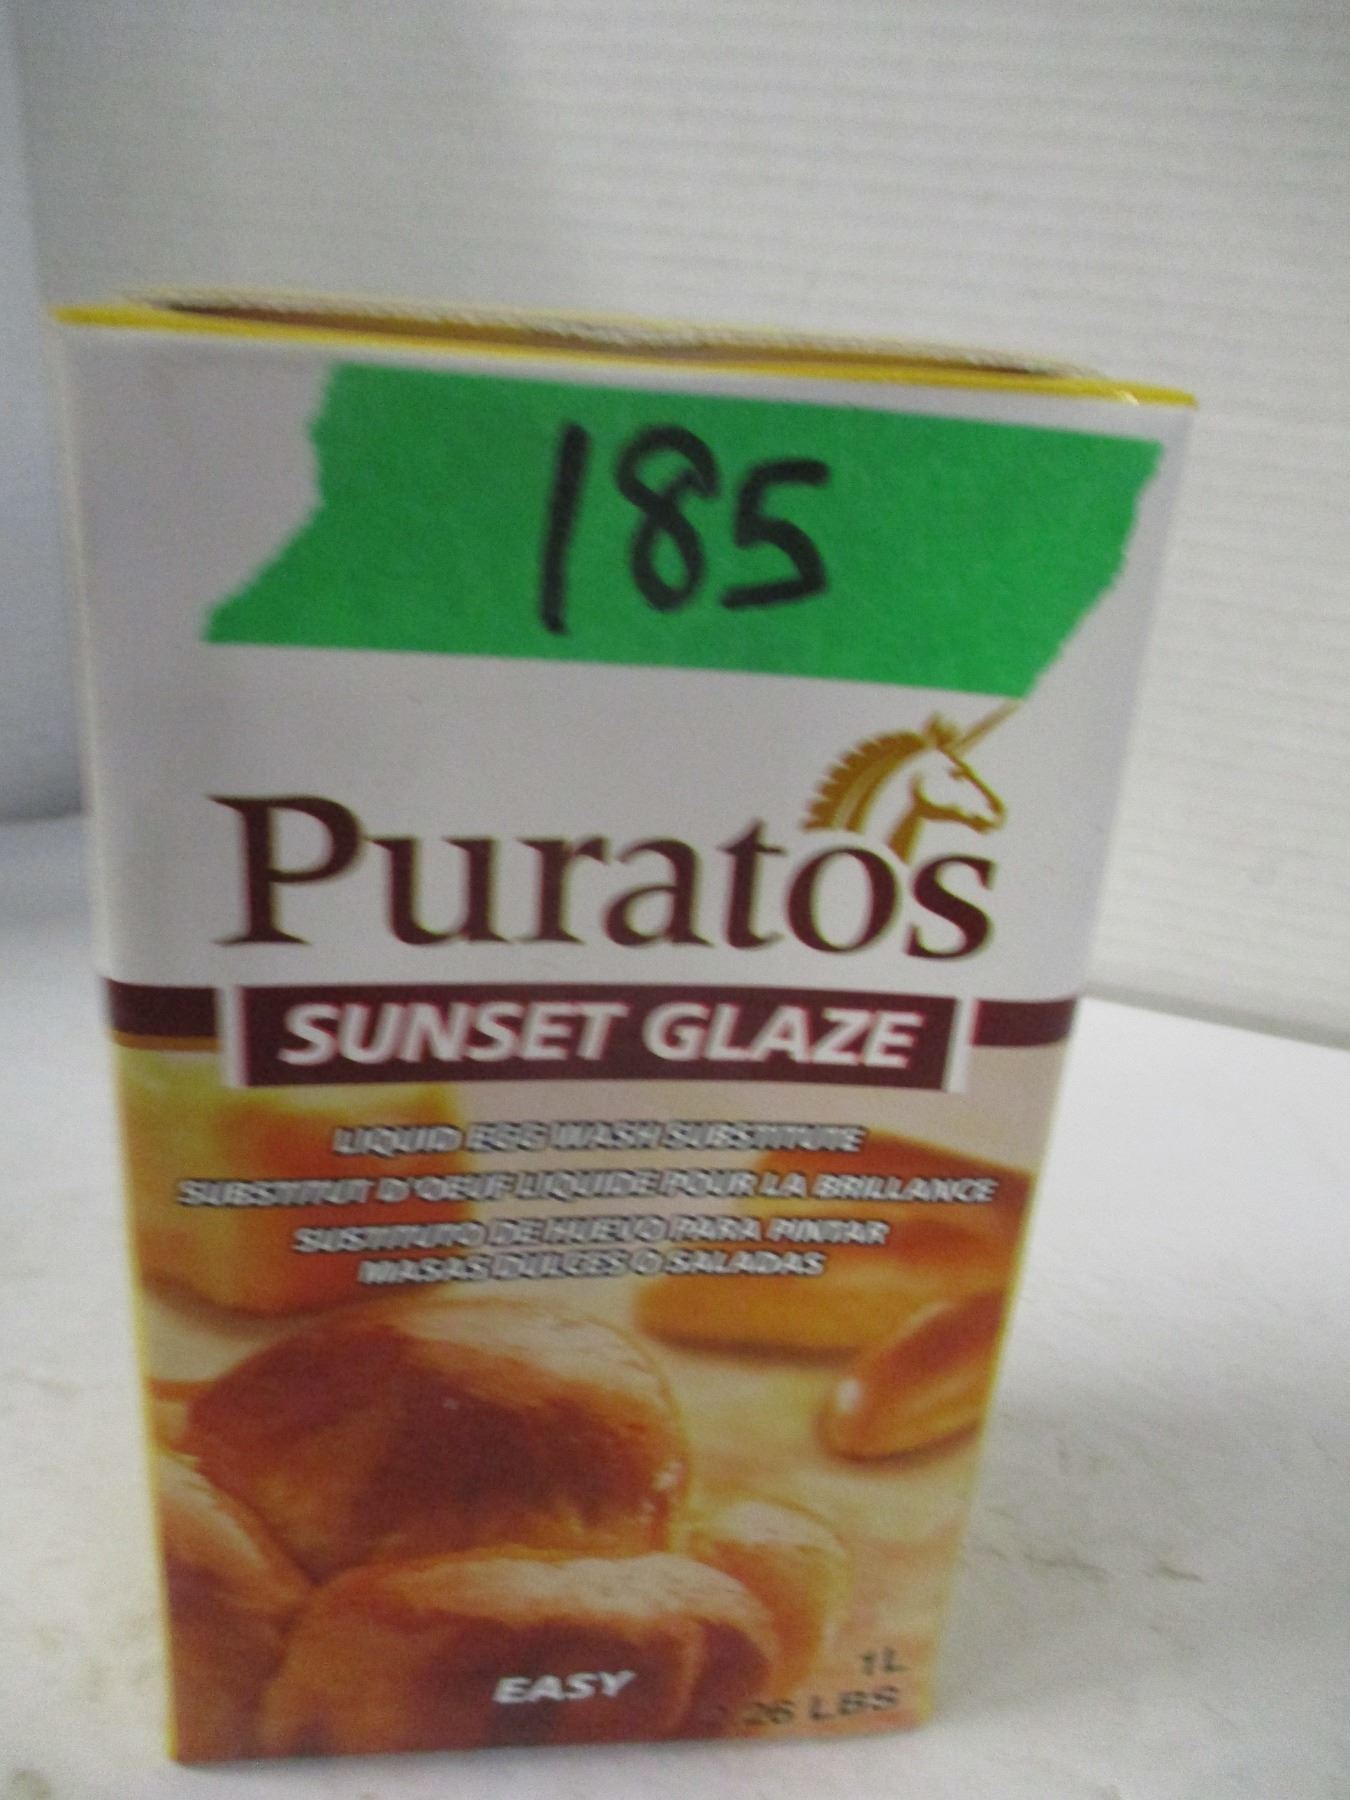 185
Puratos
SUNSET GLAZE
LIQUID EGG WASH SUBSTITUTE
SUBSTITUT D'OEUF LIQUIDE POUR LA BRILLANCE
SUSTITUTO DE HUEVO PARA PINTAR
MASAS DULCES O SALADAS
EASY
1L
LBS